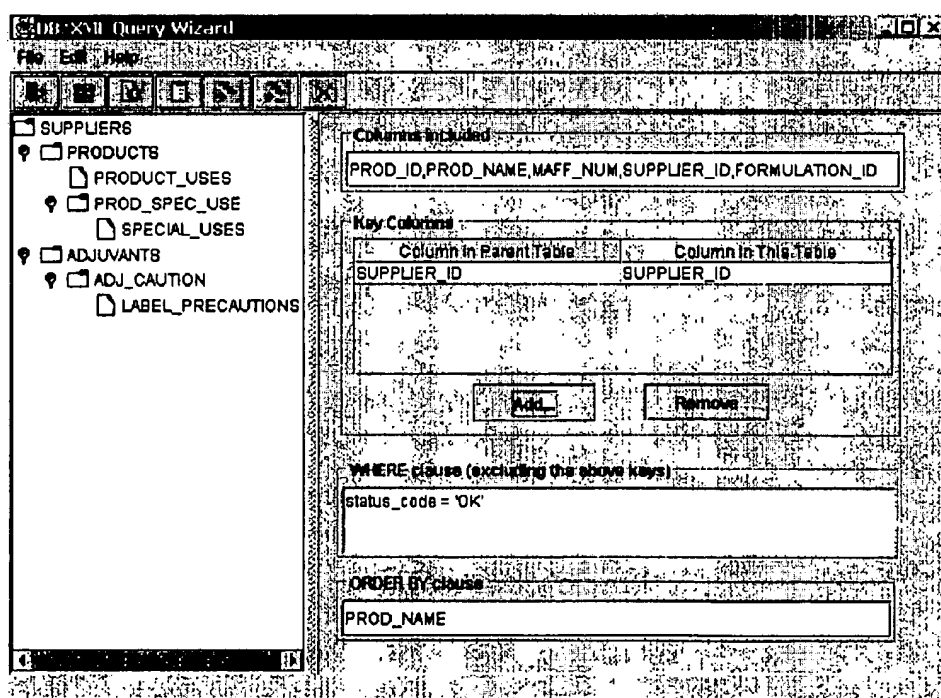 DB/XML Query Wizard
File Edit Help
SUPPLIERS
PRODUCTS
PRODUCT_USES
PROD_SPEC_USE
SPECIAL_USES
ADJUVANTS
ADJ_CAUTION
LABEL_PRECAUTIONS
Columns included
PROD_ID,PROD_NAME,MAFF_NUM,SUPPLIER_ID,FORMULATION_ID
Key Columns
Column in Parent Table Column in This Table
SUPPLIER_ID SUPPLIER_ID
Add... Remove
WHERE clause (excluding the above keys)
status_code = 'OK'
ORDER BY clause
PROD_NAME